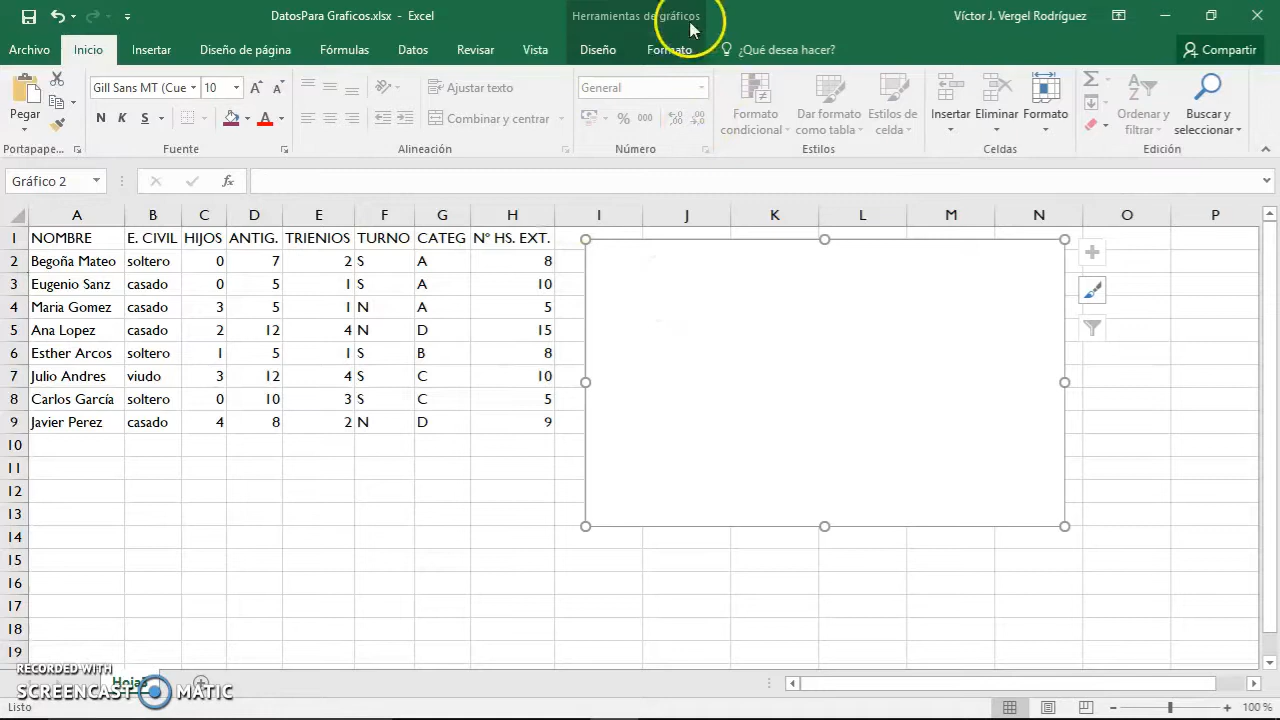 DatosPara Graficos.xlsx - Excel
Herramientas de gráficos
Víctor J. Vergel Rodríguez
Archivo Inicio Insertar Diseño de página Fórmulas Datos Revisar Vista Diseño Formato ¿Qué desea hacer? Compartir
Pegar
Gill Sans MT (Cue 10
N K S
Ajustar texto
Combinar y centrar
General
% 000
Formato condicional
Dar formato como tabla
Estilos de celda
Insertar Eliminar Formato
Ordenar y filtrar
Buscar y seleccionar
Portapape... Fuente Alineación Número Estilos Celdas Edición
Gráfico 2 fx
A B C D E F G H I J K L M N O P
1 NOMBRE E. CIVIL HIJOS ANTIG. TRIENIOS TURNO CATEG Nº HS. EXT.
2 Begoña Mateo soltero 0 7 2 S A 8
3 Eugenio Sanz casado 0 5 1 S A 10
4 Maria Gomez casado 3 5 1 N A 5
5 Ana Lopez casado 2 12 4 N D 15
6 Esther Arcos soltero 1 5 1 S B 8
7 Julio Andres viudo 3 12 4 S C 10
8 Carlos García soltero 0 10 3 S C 5
9 Javier Perez casado 4 8 2 N D 9
10
11
12
13
14
15
16
17
18
19
RECORDED WITH
SCREENCAST MATIC
Listo
100 %